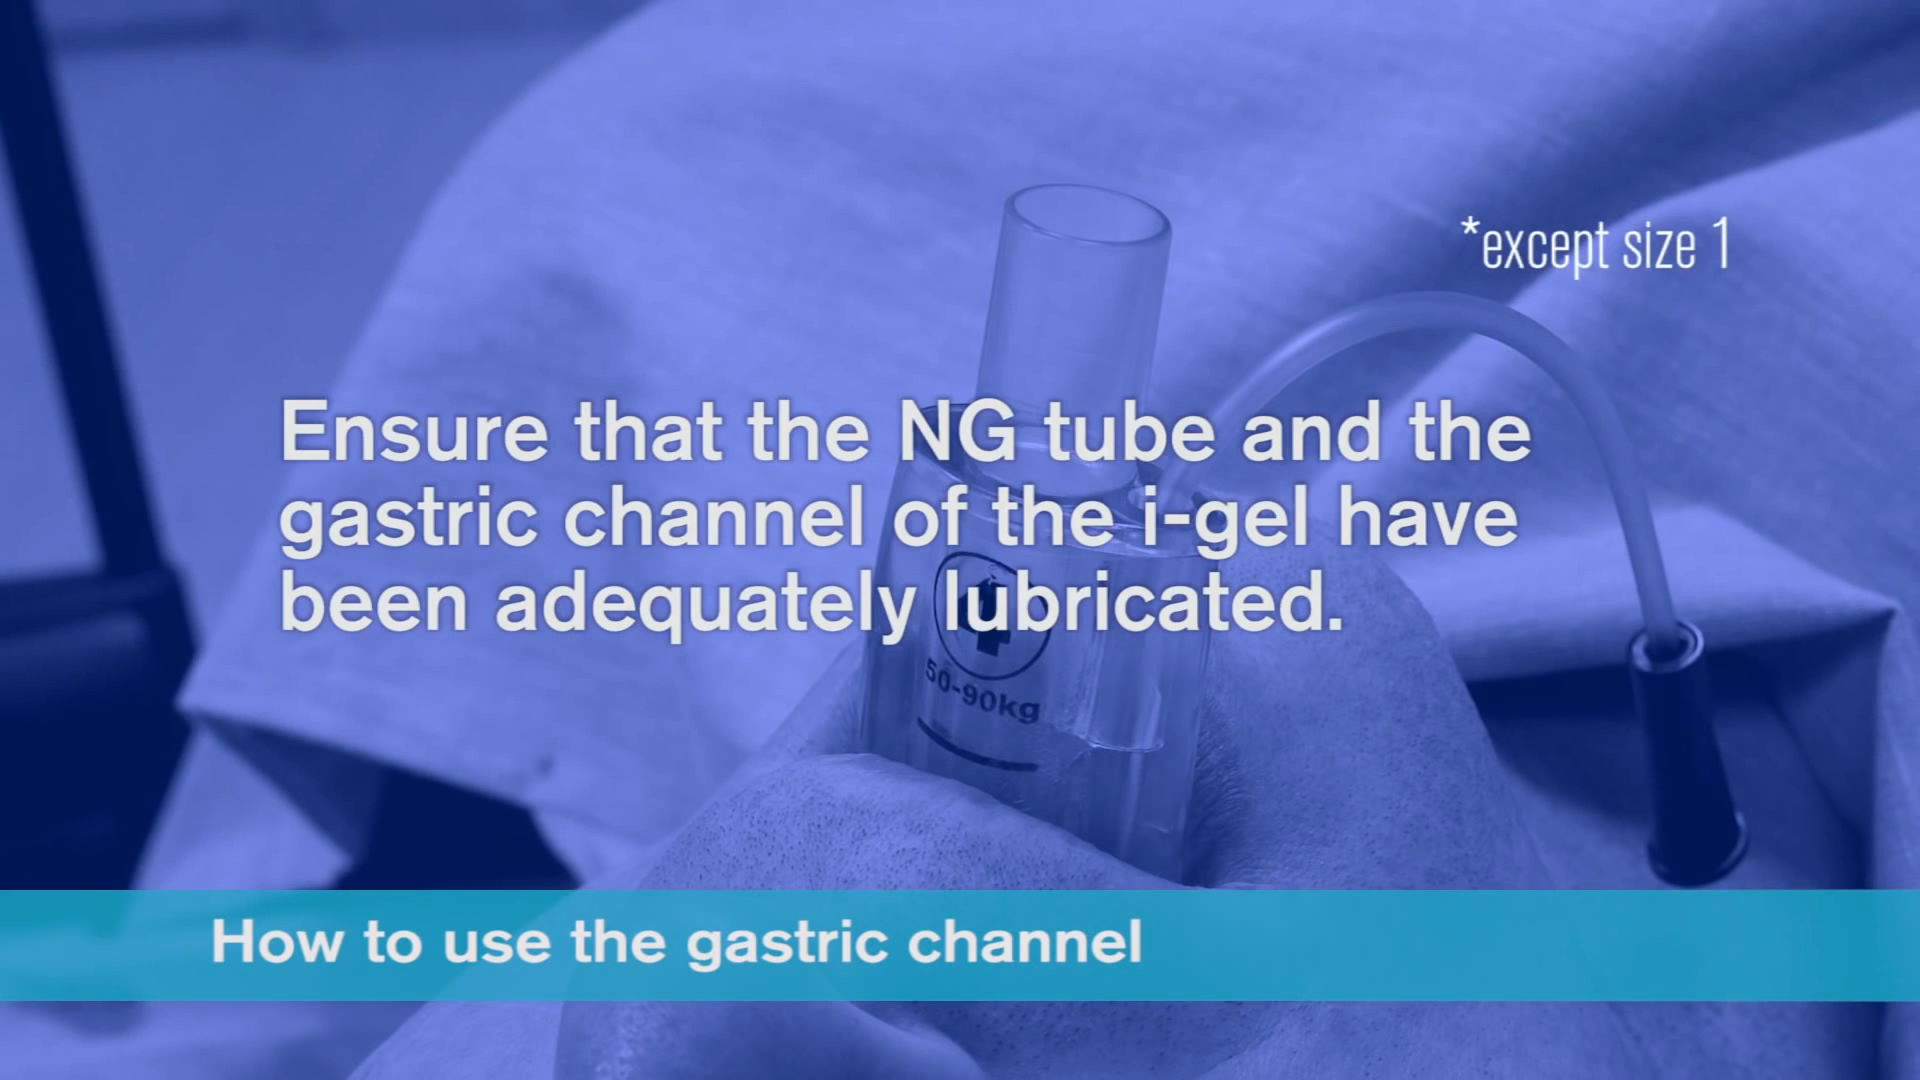 *except size 1
Ensure that the NG tube and the
gastric channel of the i-gel have
been adequately lubricated.
4
50-90kg
How to use the gastric channel